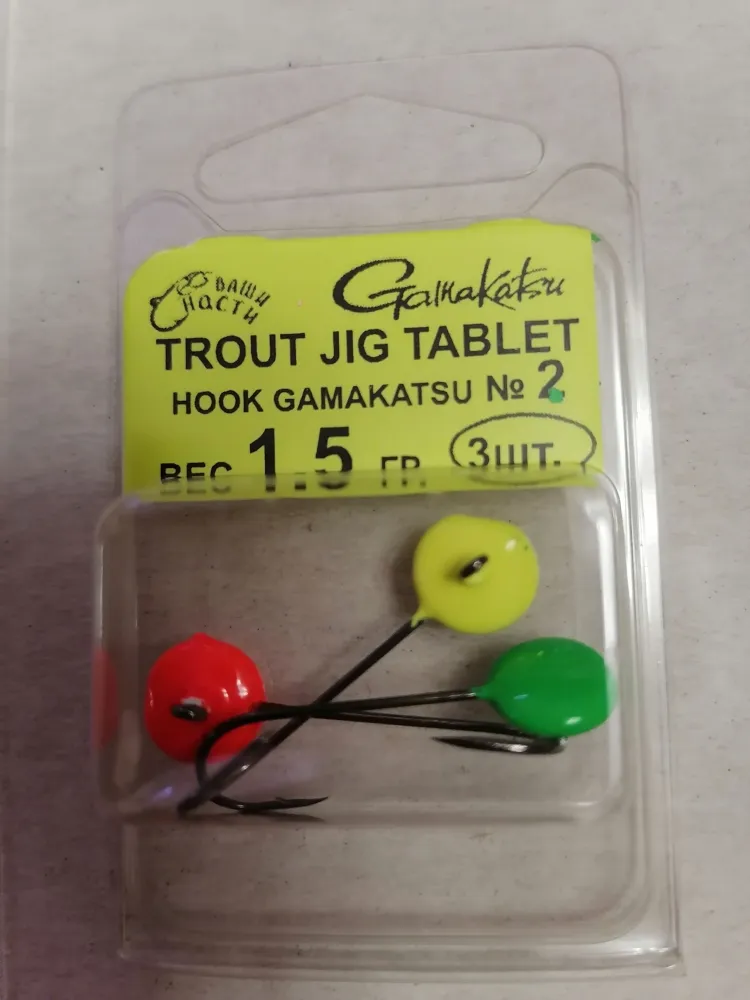 ВАШИ
СНАСТИ
Gamakatsu
TROUT JIG TABLET
HOOK GAMAKATSU № 2
ВЕС 1.5 ГР.
3шт.